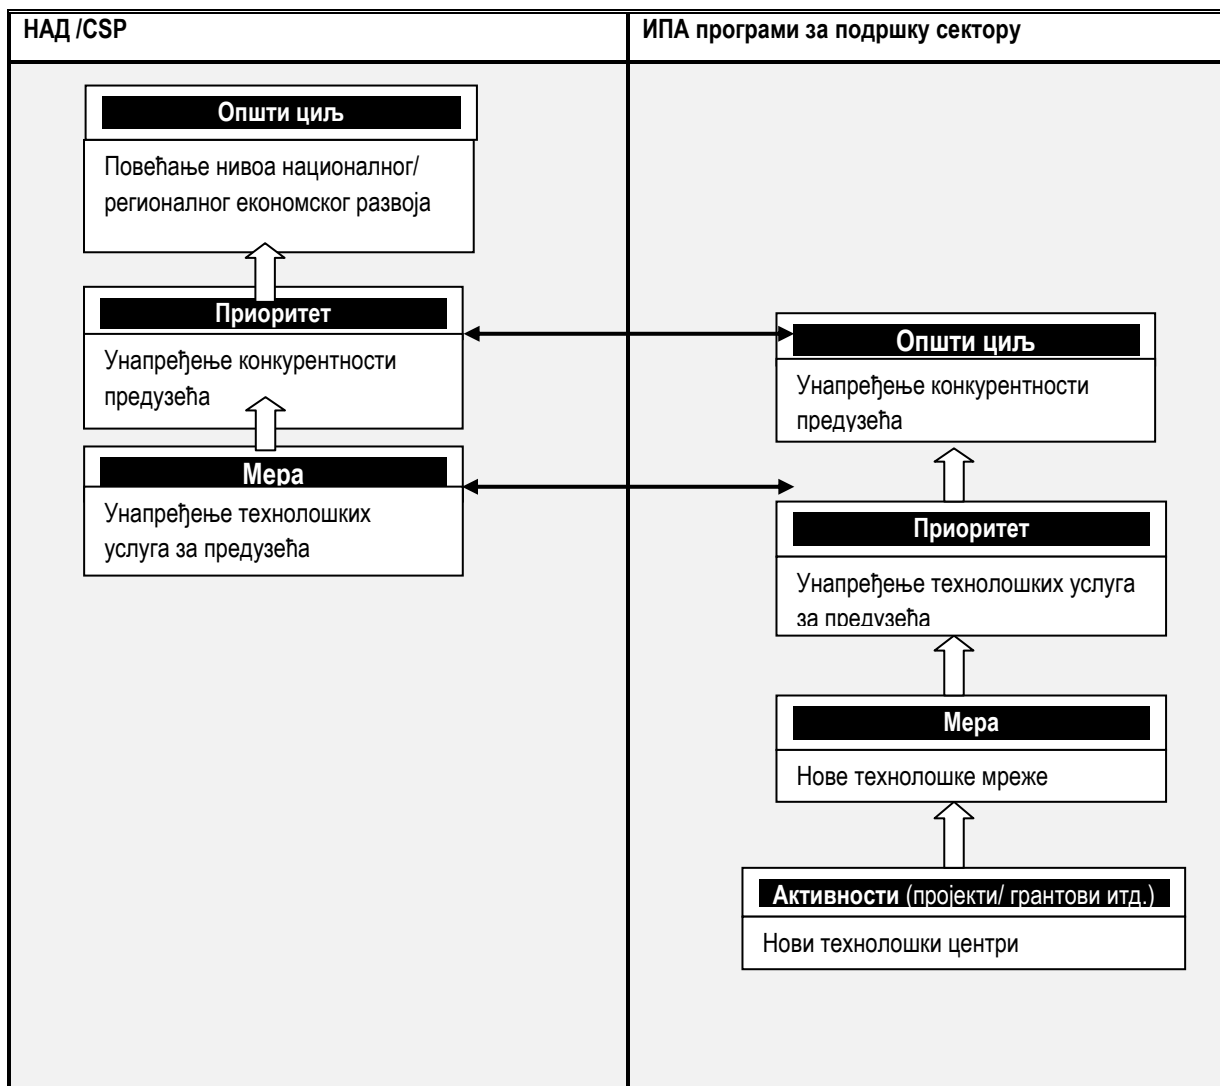 НАД /CSP
ИПА програми за подршку сектору
Општи циљ
Повећање нивоа националног/
регионалног економског развоја
Приоритет
Унапређење конкурентности
предузећа
Мера
Унапређење технолошких
услуга за предузећа
Општи циљ
Унапређење конкурентности
предузећа
Приоритет
Унапређење технолошких услуга
за предузећа
Мера
Нове технолошке мреже
Активности (пројекти/ грантови итд.)
Нови технолошки центри